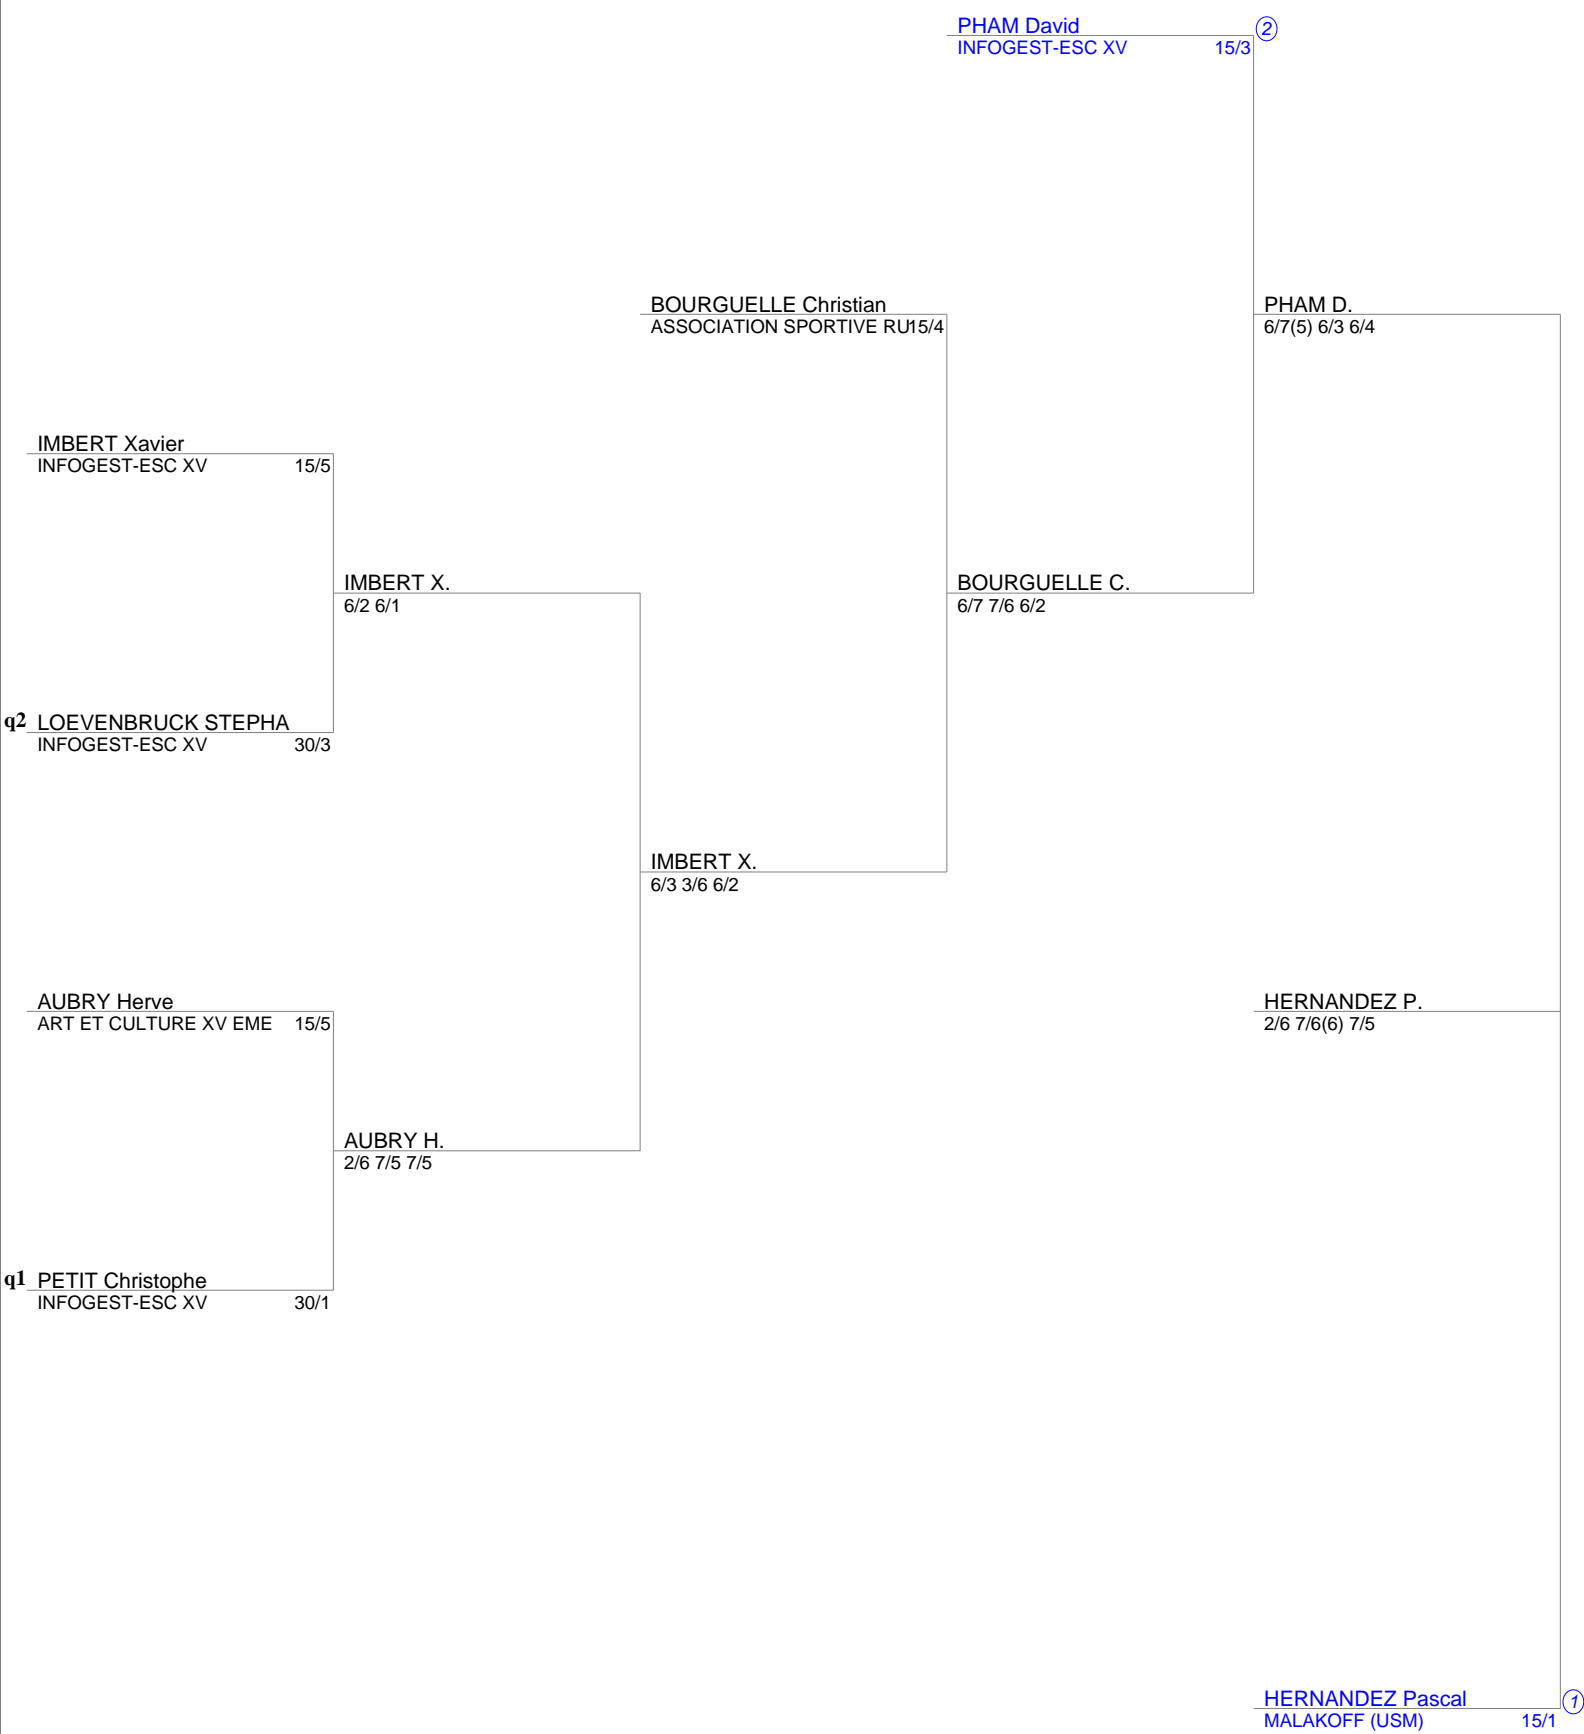 PHAM David
2
INFOGEST-ESC XV 15/3
BOURGUELLE Christian
ASSOCIATION SPORTIVE RU15/4
PHAM D.
6/7(5) 6/3 6/4
IMBERT Xavier
INFOGEST-ESC XV 15/5
IMBERT X.
6/2 6/1
BOURGUELLE C.
6/7 7/6 6/2
q2 LOEVENBRUCK STEPHA
INFOGEST-ESC XV 30/3
IMBERT X.
6/3 3/6 6/2
AUBRY Herve
ART ET CULTURE XV EME 15/5
HERNANDEZ P.
2/6 7/6(6) 7/5
AUBRY H.
2/6 7/5 7/5
q1 PETIT Christophe
INFOGEST-ESC XV 30/1
HERNANDEZ Pascal
1
MALAKOFF (USM) 15/1